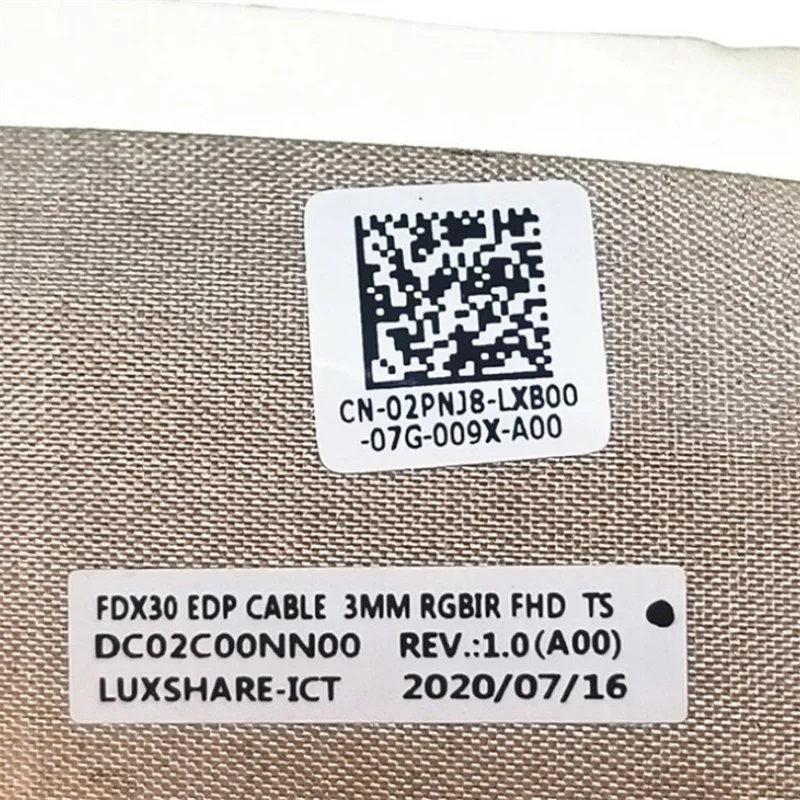 CN-02PNJ8-LXB00
-07G-009X-A00
FDX30 EDP CABLE 3MM RGBIR FHD TS
DC02C00NN00 REV.:1.0(A00)
LUXSHARE-ICT 2020/07/16